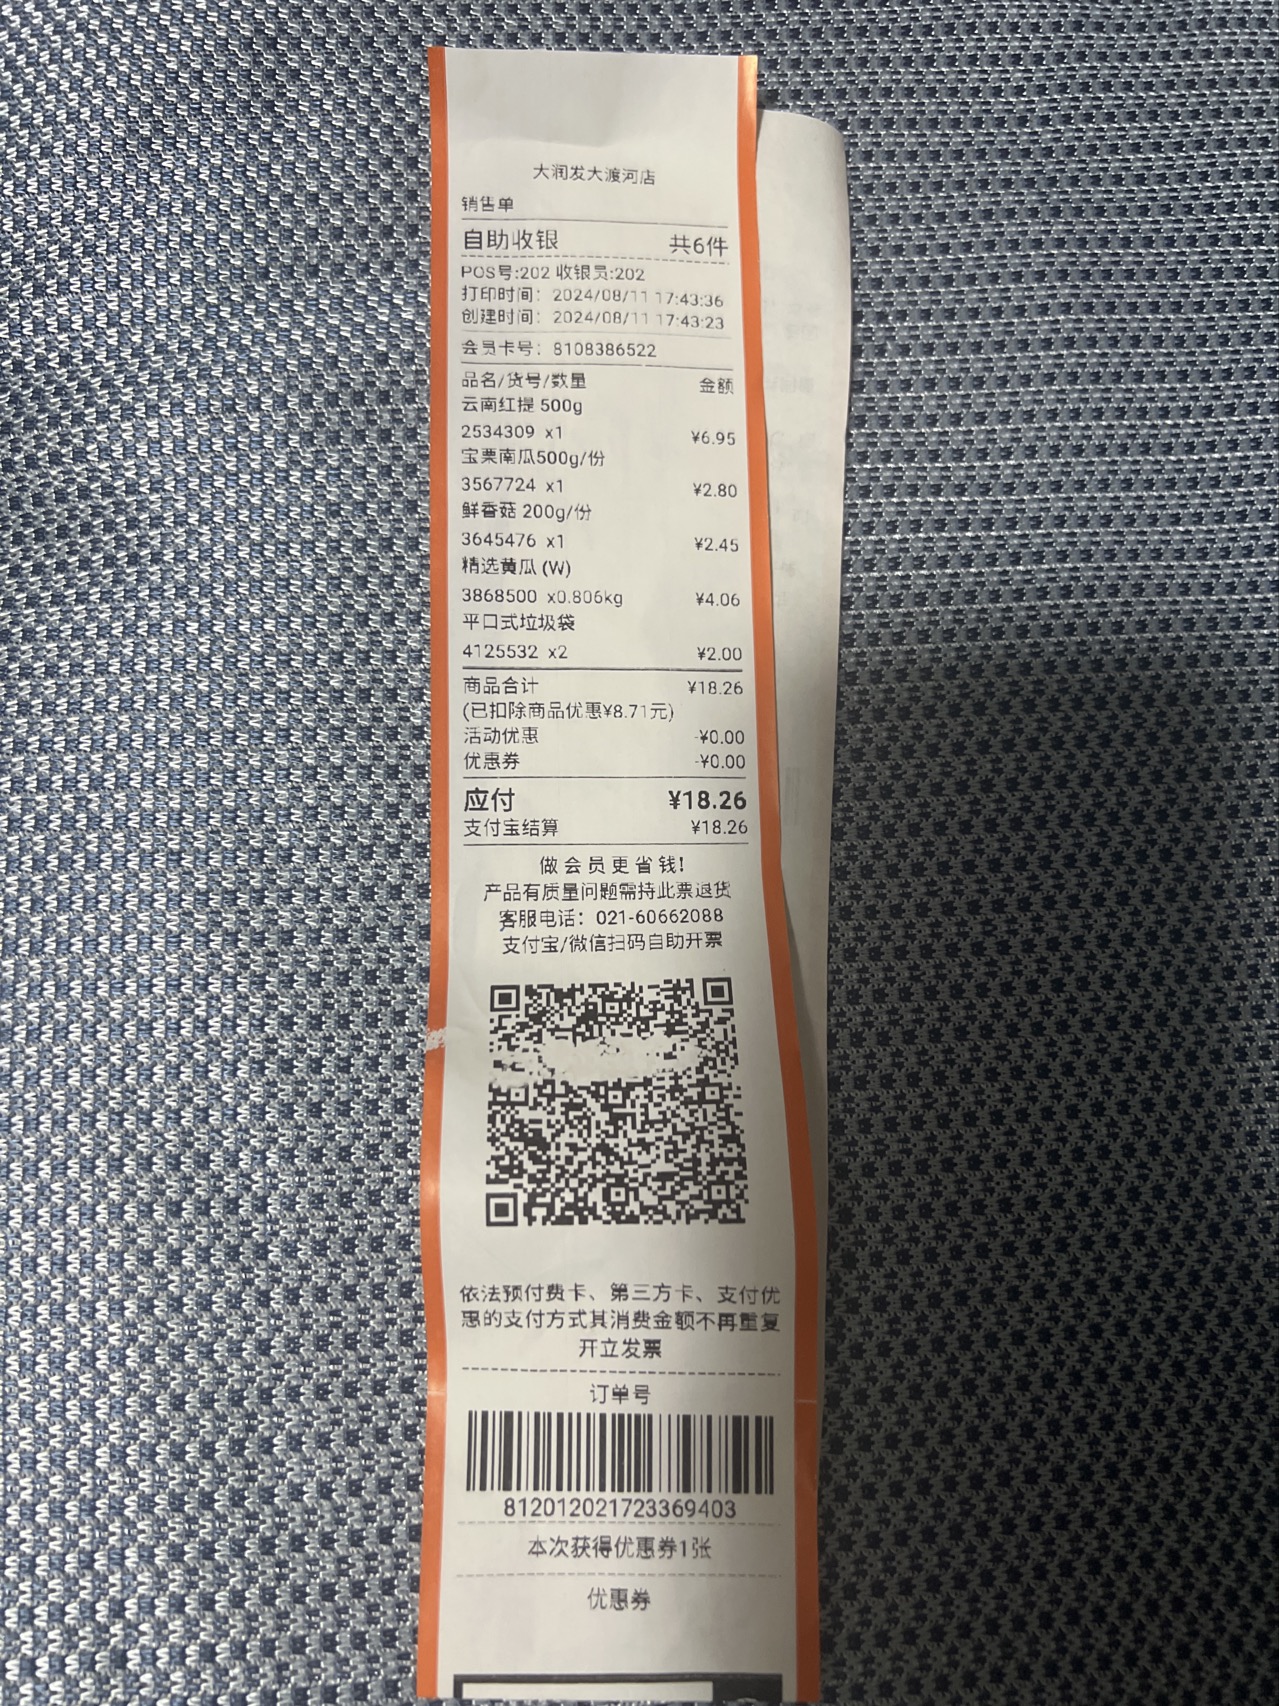 大润发大渡河店
销售单
自助收银 共6件
POS号:202 收银员:202
打印时间: 2024/08/11 17:43:36
创建时间: 2024/08/11 17:43:23
会员卡号: 8108386522
品名/货号/数量 金额
云南红提 500g
2534309 x1 ¥6.95
宝栗南瓜500g/份
3567724 x1 ¥2.80
鲜香菇 200g/份
3645476 x1 ¥2.45
精选黄瓜 (W)
3868500 x0.806kg ¥4.06
平口式垃圾袋
4125532 x2 ¥2.00
商品合计 ¥18.26
(已扣除商品优惠¥8.71元)
活动优惠 -¥0.00
优惠券 -¥0.00
应付 ¥18.26
支付宝结算 ¥18.26
做会员更省钱!
产品有质量问题需持此票退货
客服电话: 021-60662088
支付宝/微信扫码自助开票
依法预付费卡、第三方卡、支付优
惠的支付方式其消费金额不再重复
开立发票
订单号
812012021723369403
本次获得优惠券1张
优惠券